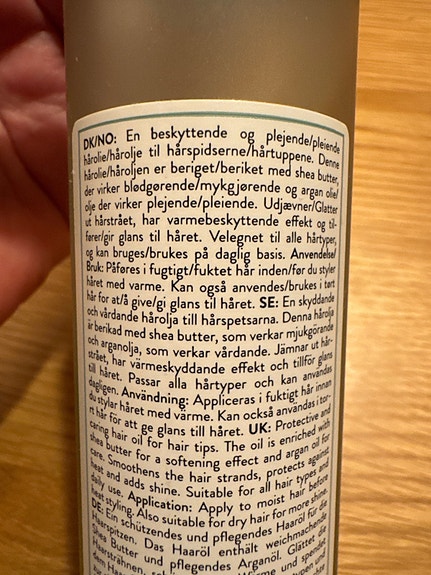 DK/NO: En beskyttende og plejende/pleiende
hårolie/hårolje til hårspidserne/hårtuppene. Denne
hårolie/håroljen er beriget/beriket med shea butter,
der virker blødgørende/mykgjørende og argan olie/
olje der virker plejende/pleiende. Udjævner/Glatter
ut hårstrået, har varmebeskyttende effekt og til-
fører/gir glans til håret. Velegnet til alle hårtyper,
og kan bruges/brukes på daglig basis. Anvendelse/
Bruk: Påføres i fugtigt/fuktet hår inden/før du styler
håret med varme. Kan også anvendes/brukes i tørt
hår for at/å give/gi glans til håret. SE: En skyddande
och vårdande hårolja till hårspetsarna. Denna hårolja
är berikad med shea butter, som verkar mjukgörande
och arganolja, som verkar vårdande. Jämnar ut hår-
strået, har värmeskyddande effekt och tillför glans
till håret. Passar alla hårtyper och kan användas
dagligen. Användning: Appliceras i fuktigt hår innan
du stylar håret med värme. Kan också användas i tor-
rt hår för att ge glans till håret. UK: Protective and
caring hair oil for hair tips. The oil is enriched with
shea butter for a softening effect and argan oil for
care. Smoothens the hair strands, protects against
heat and adds shine. Suitable for all hair types and
daily use. Application: Apply to moist hair before
heat styling. Also suitable for dry hair for more shine.
DE: Ein schützendes und pflegendes Haaröl für die
Haarspitzen. Das Haaröl enthält weichmachende
Shea Butter und pflegendes Arganöl. Glättet die
Haarsträhnen, Wärme und spendet
dem Haar typen und